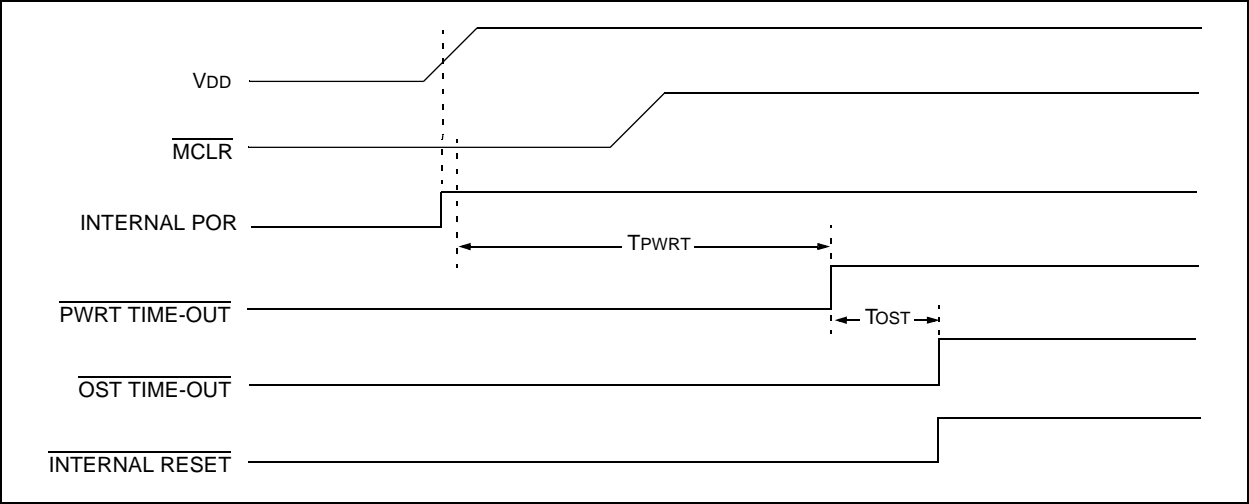 VDD
MCLR
INTERNAL POR
TPWRT
PWRT TIME-OUT
TOST
OST TIME-OUT
INTERNAL RESET